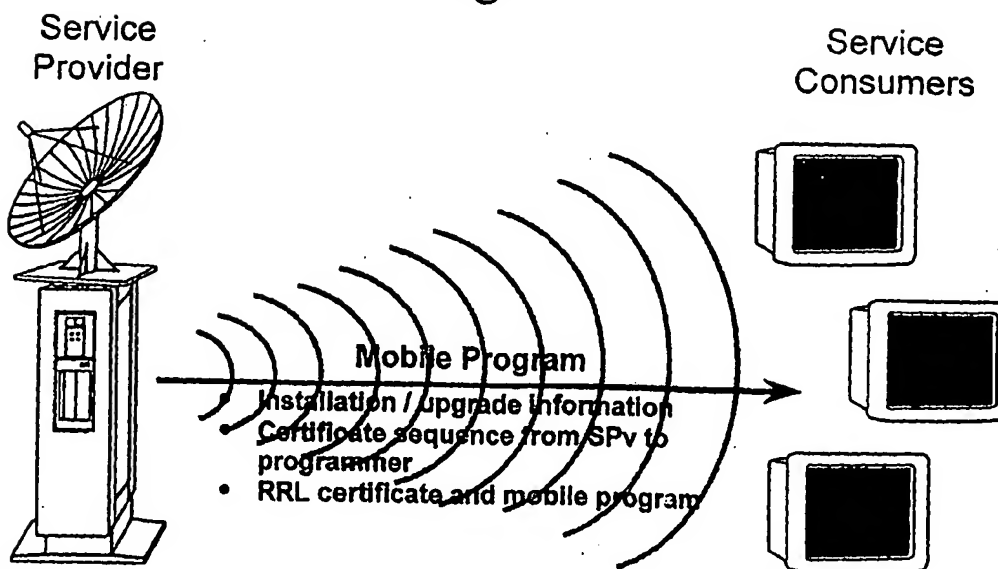 Service
Provider
Service
Consumers
Mobile Program
• Installation / upgrade information
• Certificate sequence from SPv to
programmer
• RRL certificate and mobile program